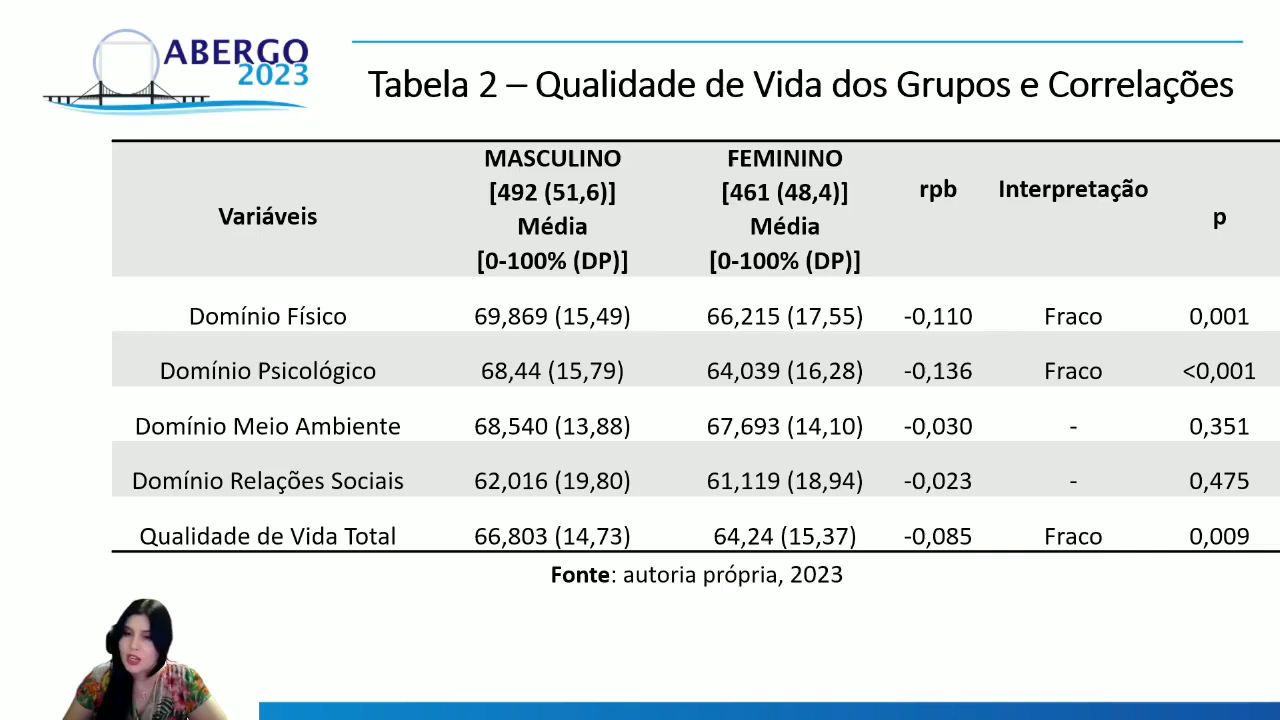 ABERGO
2023
Tabela 2 – Qualidade de Vida dos Grupos e Correlações
Variáveis
MASCULINO
[492 (51,6)]
Média
[0-100% (DP)]
FEMININO
[461 (48,4)]
Média
[0-100% (DP)]
rpb
Interpretação
p
Domínio Físico 69,869 (15,49) 66,215 (17,55) -0,110 Fraco 0,001
Domínio Psicológico 68,44 (15,79) 64,039 (16,28) -0,136 Fraco <0,001
Domínio Meio Ambiente 68,540 (13,88) 67,693 (14,10) -0,030 - 0,351
Domínio Relações Sociais 62,016 (19,80) 61,119 (18,94) -0,023 - 0,475
Qualidade de Vida Total 66,803 (14,73) 64,24 (15,37) -0,085 Fraco 0,009
Fonte: autoria própria, 2023